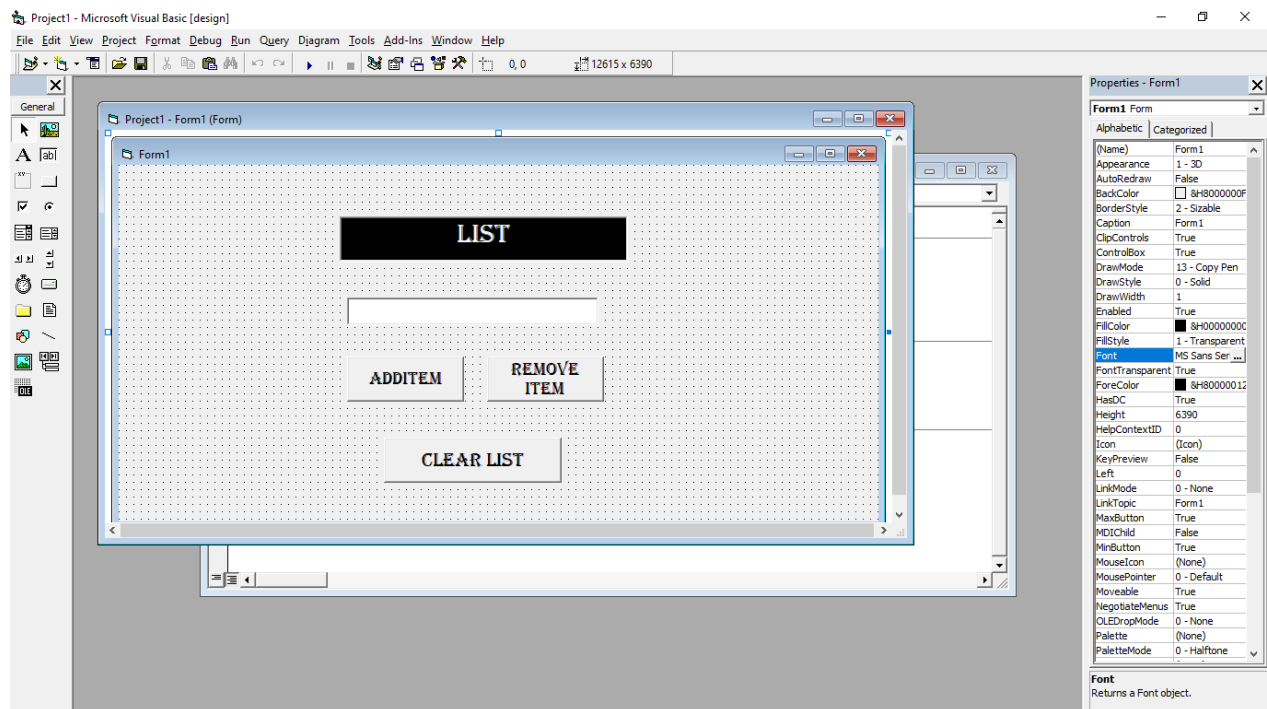 Project1 - Microsoft Visual Basic [design]
File Edit View Project Format Debug Run Query Diagram Tools Add-Ins Window Help
0, 0 12615 x 6390
General
A ab|
OLE
Project1 - Form1 (Form)
Form1
LIST
ADDITEM
REMOVE
ITEM
CLEAR LIST
Properties - Form1
Form1 Form
Alphabetic Categorized
(Name) Form1
Appearance 1 - 3D
AutoRedraw False
BackColor &H8000000F
BorderStyle 2 - Sizable
Caption Form1
ClipControls True
ControlBox True
DrawMode 13 - Copy Pen
DrawStyle 0 - Solid
DrawWidth 1
Enabled True
FillColor &H00000000
FillStyle 1 - Transparent
Font MS Sans Ser ...
FontTransparent True
ForeColor &H80000012
HasDC True
Height 6390
HelpContextID 0
Icon (Icon)
KeyPreview False
Left 0
LinkMode 0 - None
LinkTopic Form1
MaxButton True
MDIChild False
MinButton True
MouseIcon (None)
MousePointer 0 - Default
Moveable True
NegotiateMenus True
OLEDropMode 0 - None
Palette (None)
PaletteMode 0 - Halftone
Font
Returns a Font object.